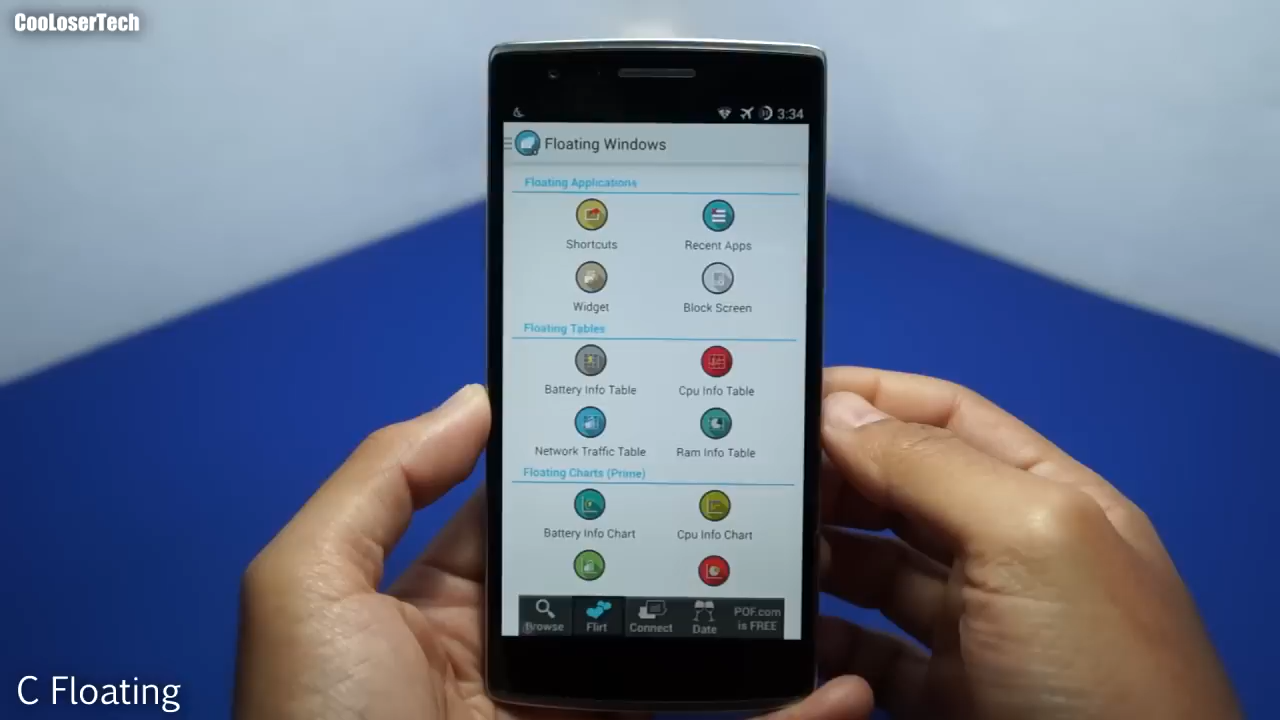 CooLoserTech
3:34
Floating Windows
Floating Applications
Shortcuts
Recent Apps
Widget
Block Screen
Floating Tables
Battery Info Table
Cpu Info Table
Network Traffic Table
Ram Info Table
Floating Charts (Prime)
Battery Info Chart
Cpu Info Chart
Browse
Flirt
Connect
Date
POF.com
is FREE
C Floating